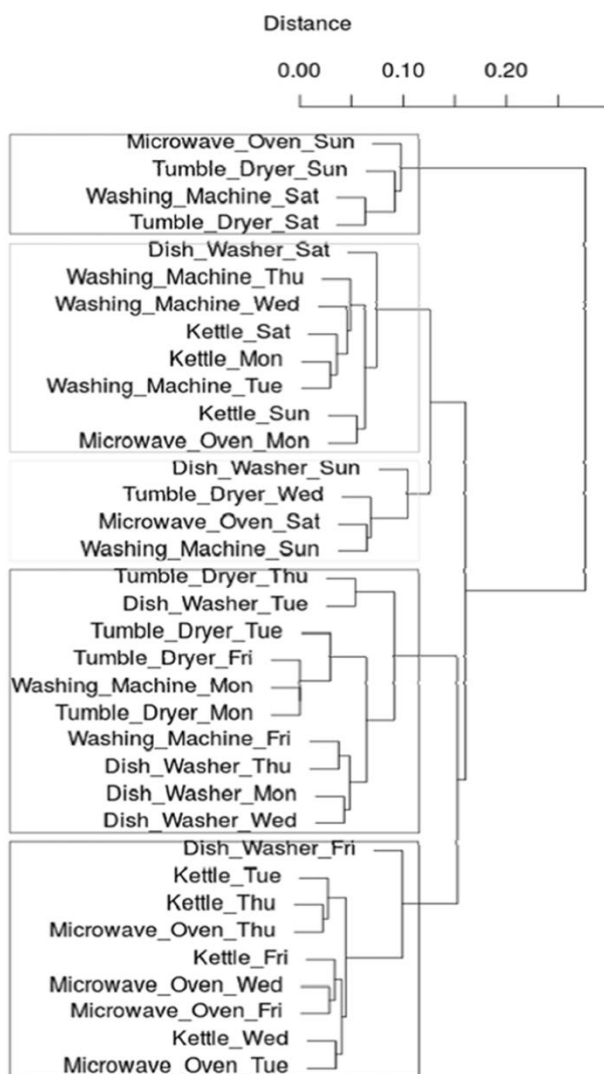 Distance
0.00 0.10 0.20
Microwave_Oven_Sun
Tumble_Dryer_Sun
Washing_Machine_Sat
Tumble_Dryer_Sat
Dish_Washer_Sat
Washing_Machine_Thu
Washing_Machine_Wed
Kettle_Sat
Kettle_Mon
Washing_Machine_Tue
Kettle_Sun
Microwave_Oven_Mon
Dish_Washer_Sun
Tumble_Dryer_Wed
Microwave_Oven_Sat
Washing_Machine_Sun
Tumble_Dryer_Thu
Dish_Washer_Tue
Tumble_Dryer_Tue
Tumble_Dryer_Fri
Washing_Machine_Mon
Tumble_Dryer_Mon
Washing_Machine_Fri
Dish_Washer_Thu
Dish_Washer_Mon
Dish_Washer_Wed
Dish_Washer_Fri
Kettle_Tue
Kettle_Thu
Microwave_Oven_Thu
Kettle_Fri
Microwave_Oven_Wed
Microwave_Oven_Fri
Kettle_Wed
Microwave_Oven_Tue